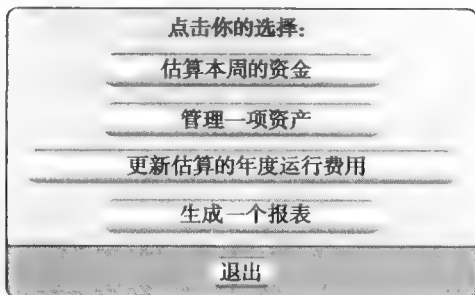 点击你的选择：
估算本周的资金
管理一项资产
更新估算的年度运行费用
生成一个报表
退出